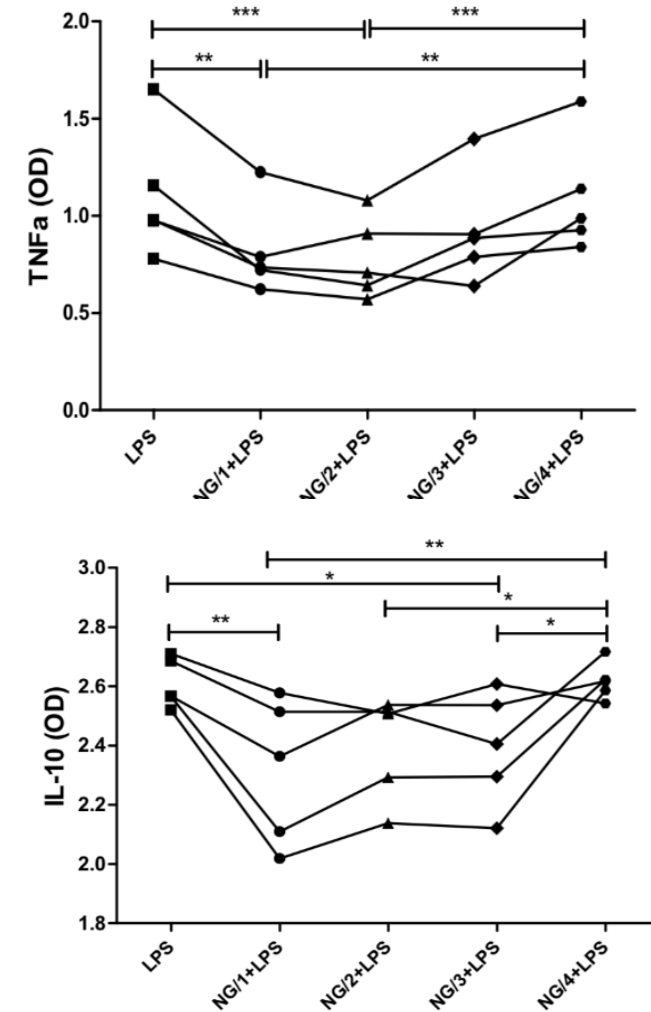 *** ***
** **
2.0
1.5
1.0
0.5
0.0
TNFa (OD)
LPS
NG/1+LPS
NG/2+LPS
NG/3+LPS
NG/4+LPS
**
*
*
** *
3.0
2.8
2.6
2.4
2.2
2.0
1.8
IL-10 (OD)
LPS
NG/1+LPS
NG/2+LPS
NG/3+LPS
NG/4+LPS